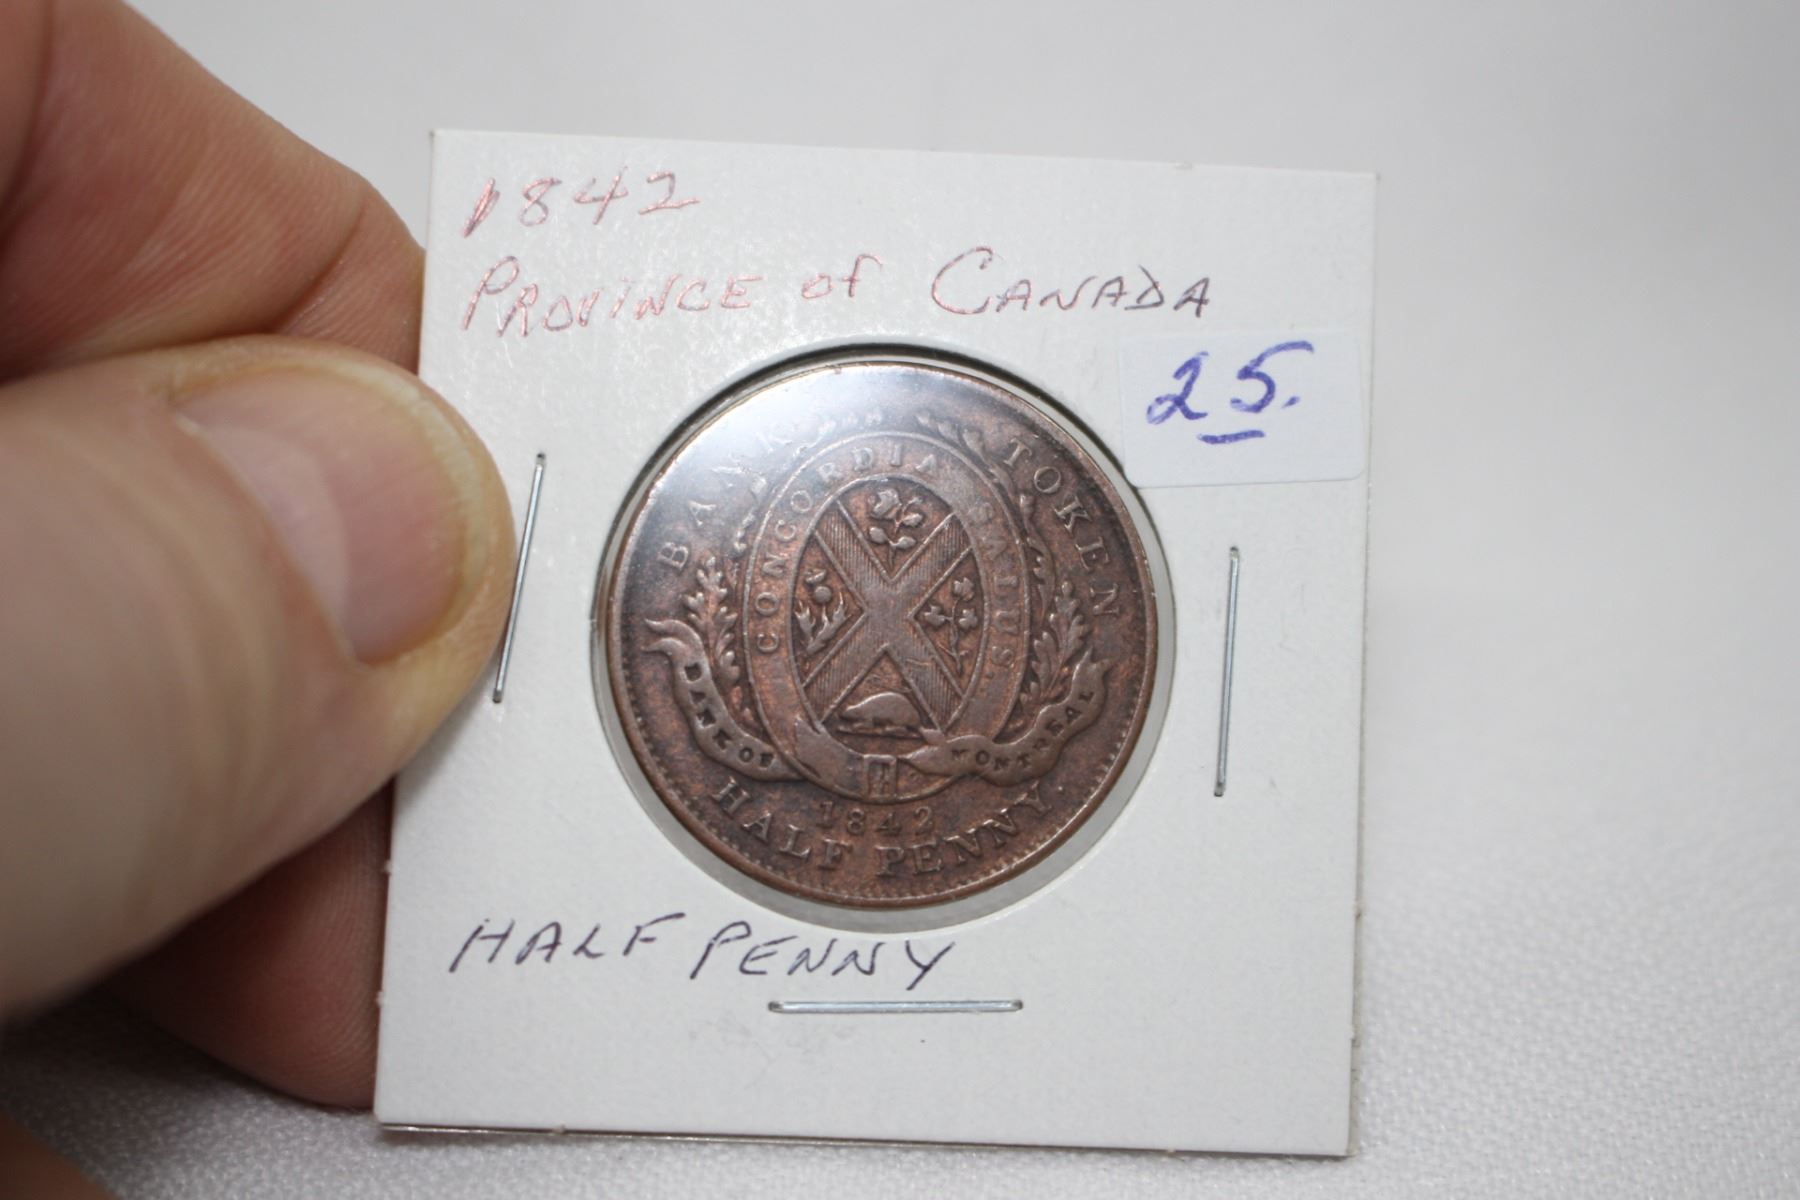 1842
PROVINCE of CANADA
25.
BANK TOKEN
CONCORDIA SALUS
BANK OF MONTREAL
1842
HALF PENNY
HALF PENNY